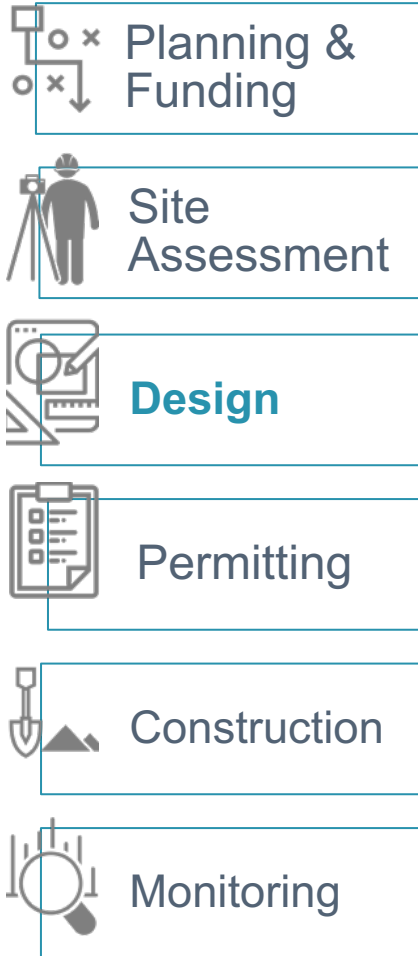 Planning &
Funding
Site
Assessment
Design
Permitting
Construction
Monitoring